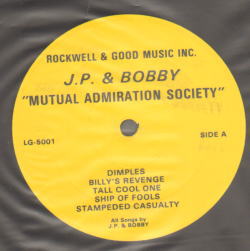 ROCKWELL & GOOD MUSIC INC.
J.P. & BOBBY
"MUTUAL ADMIRATION SOCIETY"
LG-5001 SIDE A
DIMPLES
BILLY'S REVENGE
TALL COOL ONE
SHIP OF FOOLS
STAMPEDED CASUALTY
All Songs by
J.P. & BOBBY